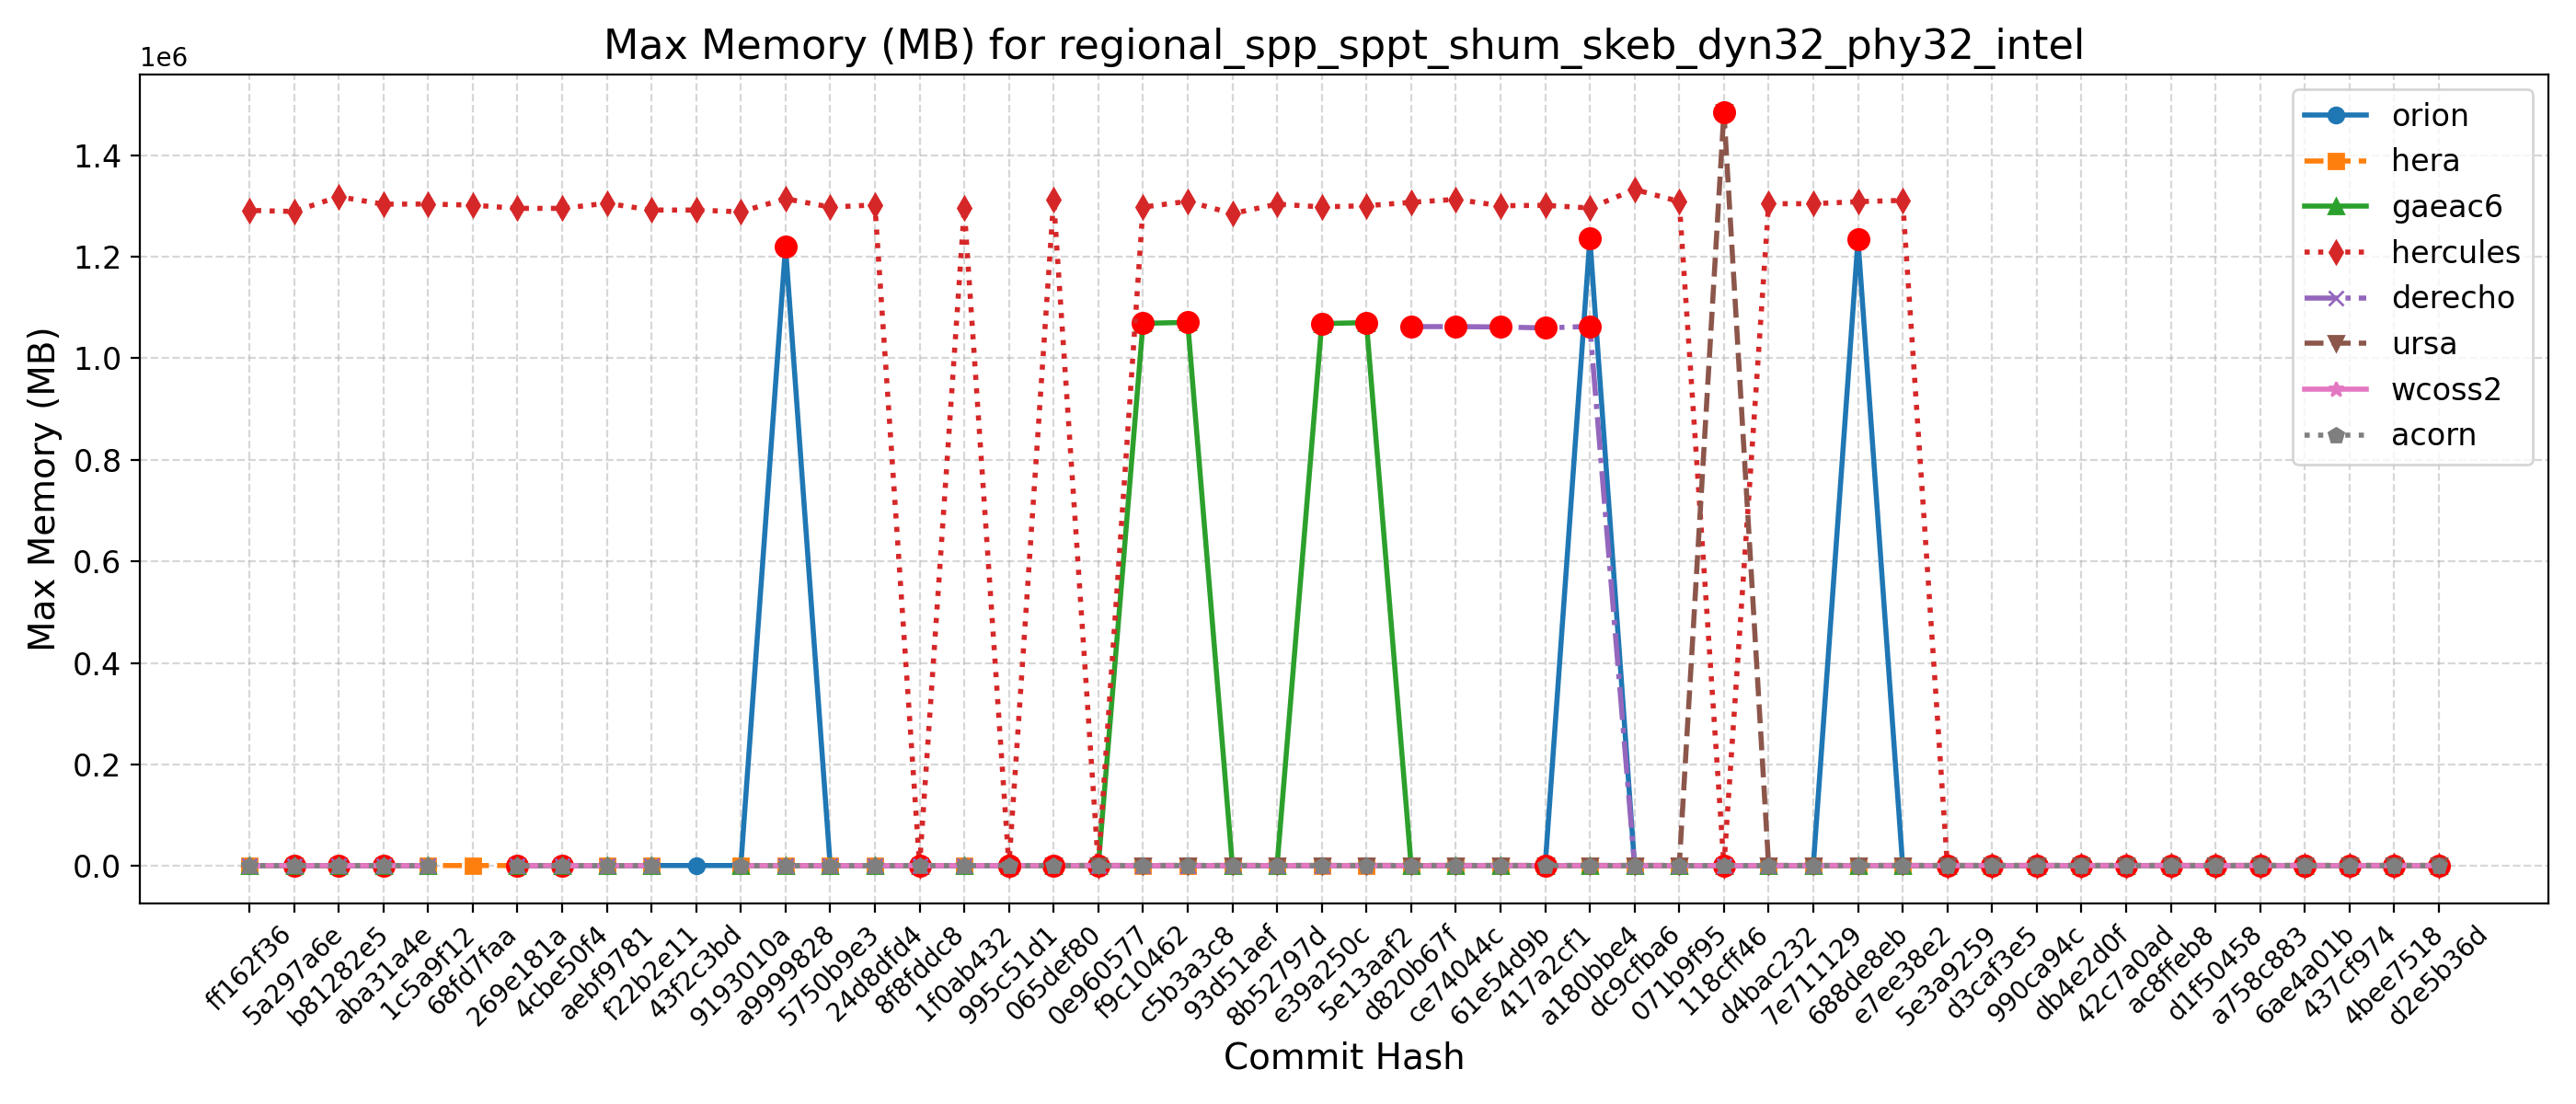 Max Memory (MB) for regional_spp_sppt_shum_skeb_dyn32_phy32_intel
1e6
1.4
1.2
1.0
0.8
0.6
0.4
0.2
0.0
Max Memory (MB)
orion
hera
gaeac6
hercules
derecho
ursa
wcoss2
acorn
ff162f36
5a297a6e
b81282e5
aba31a4e
1c5a9f12
68fd7faa
269e181a
4cbe50f4
aebf9781
f22b2e11
43f2c3bd
9193010a
a9999828
5750b9e3
24d8dfd4
8f8fddc8
1f0ab432
995c51d1
065def80
0e960577
f9c10462
c5b3a3c8
93d51aef
8b52797d
e39a250c
5e13aaf2
d820b67f
ce74044c
61e54d9b
417a2cf1
a180bbe4
dc9cfba6
071b9f95
118cff46
d4bac232
7e711129
688de8eb
e7ee38e2
5e3a9259
d3caf3e5
990ca94c
db4e2d0f
42c7a0ad
ac8ffeb8
d1f50458
a758c883
6ae4a01b
437cf974
4bee7518
d2e5b36d
Commit Hash